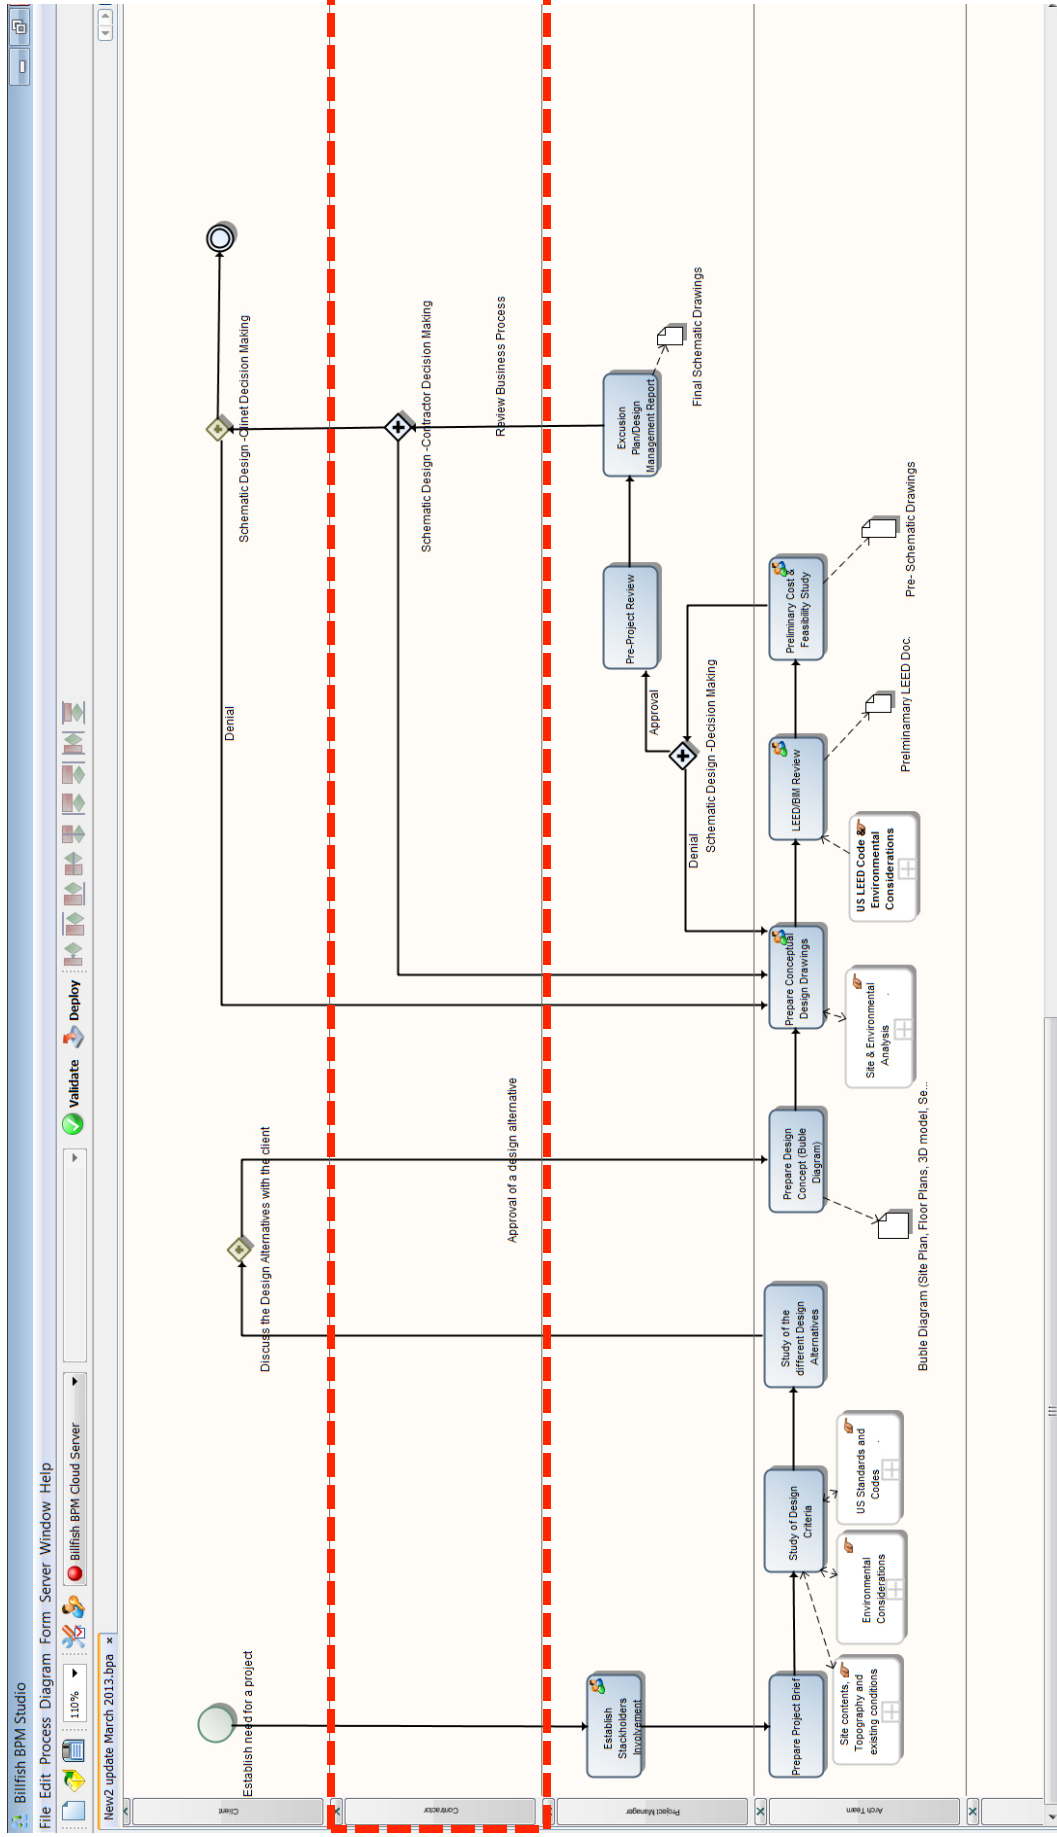 Billfish BPM Studio
File Edit Process Diagram Form Server Window Help
110%
Billfish BPM Cloud Server
Validate
Deploy
New2 update March 2013.bpa
Client
Establish need for a project
Discuss the Design Alternatives with the client
Denial
Schematic Design -Clinet Decision Making
Contractor
Approval of a design alternative
Schematic Design -Contractor Decision Making
Review Business Process
Project Manager
Establish
Stackholders
Involvement
Denial
Schematic Design -Decision Making
Approval
Pre-Project Review
Excusion
Plan/Design
Management Report
Final Schematic Drawings
Arch Team
Prepare Project Brief
Site contents,
Topography and
existing conditions
Study of Design
Criteria
Environmental
Considerations
US Standards and
Codes
Study of the
different Design
Alternatives
Prepare Design
Concept (Buble
Diagram)
Buble Diagram (Site Plan, Floor Plans, 3D model, Se...
Prepare Conceptual
Design Drawings
Site & Environmental
Analysis
LEED/BIM Review
US LEED Code &
Environmental
Considerations
Prelminamary LEED Doc.
Preliminary Cost &
Feasibility Study
Pre- Schematic Drawings